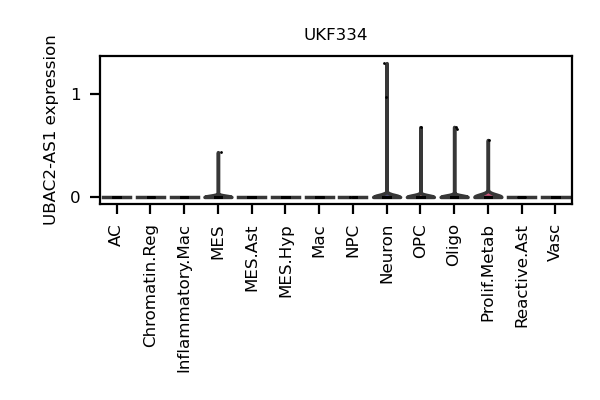 UKF334
UBAC2-AS1 expression
1
0
AC
Chromatin.Reg
Inflammatory.Mac
MES
MES.Ast
MES.Hyp
Mac
NPC
Neuron
OPC
Oligo
Prolif.Metab
Reactive.Ast
Vasc